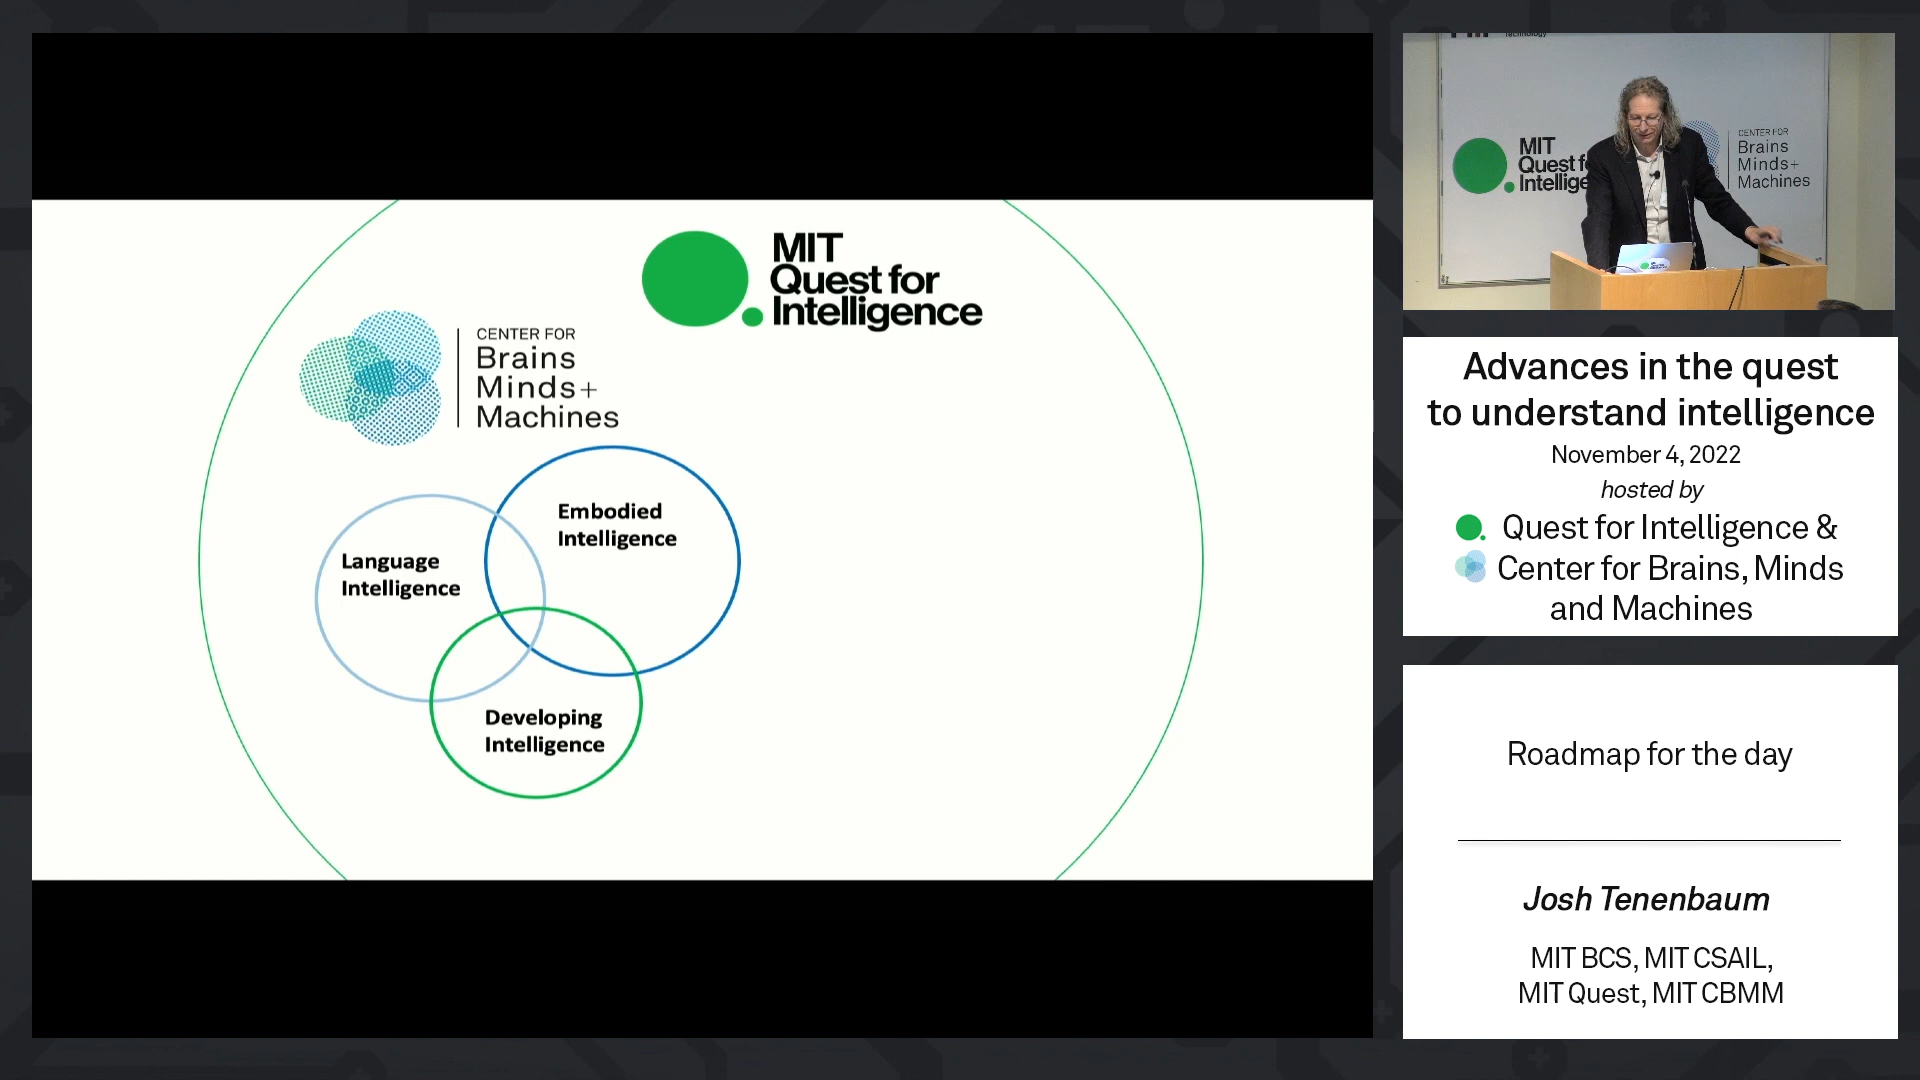 MIT
Quest for
Intelligence
CENTER FOR
Brains
Minds+
Machines
Embodied
Intelligence
Language
Intelligence
Developing
Intelligence
Technology
MIT
Quest f
Intellige
CENTER FOR
Brains
Minds+
Machines
Advances in the quest
to understand intelligence
November 4, 2022
hosted by
Quest for Intelligence &
Center for Brains, Minds
and Machines
Roadmap for the day
Josh Tenenbaum
MIT BCS, MIT CSAIL,
MIT Quest, MIT CBMM